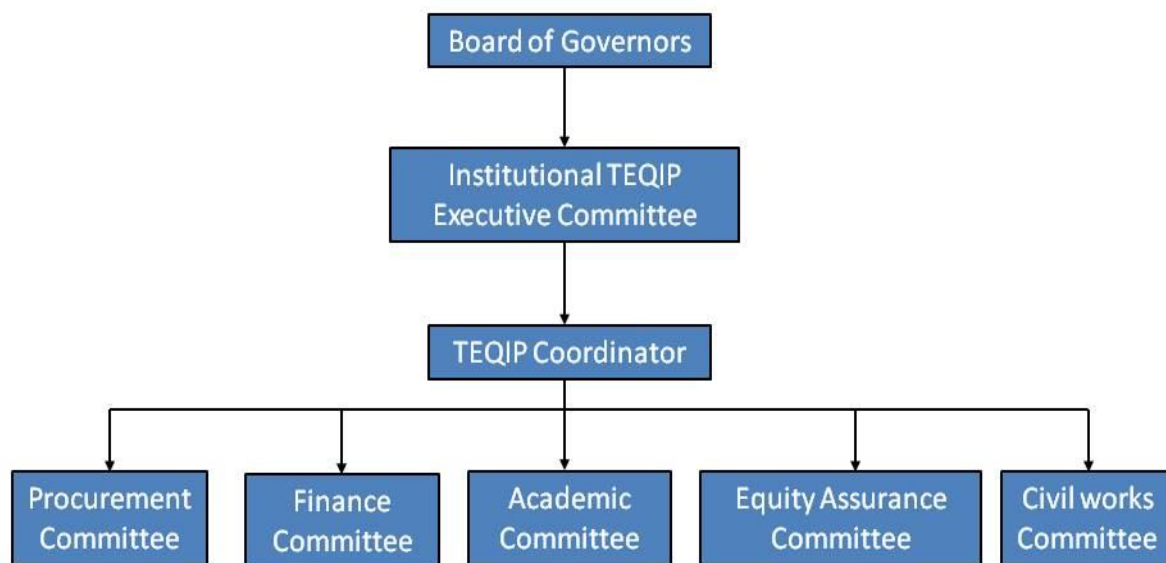 Board of Governors
Institutional TEQIP
Executive Committee
TEQIP Coordinator
Procurement
Committee
Finance
Committee
Academic
Committee
Equity Assurance
Committee
Civil works
Committee